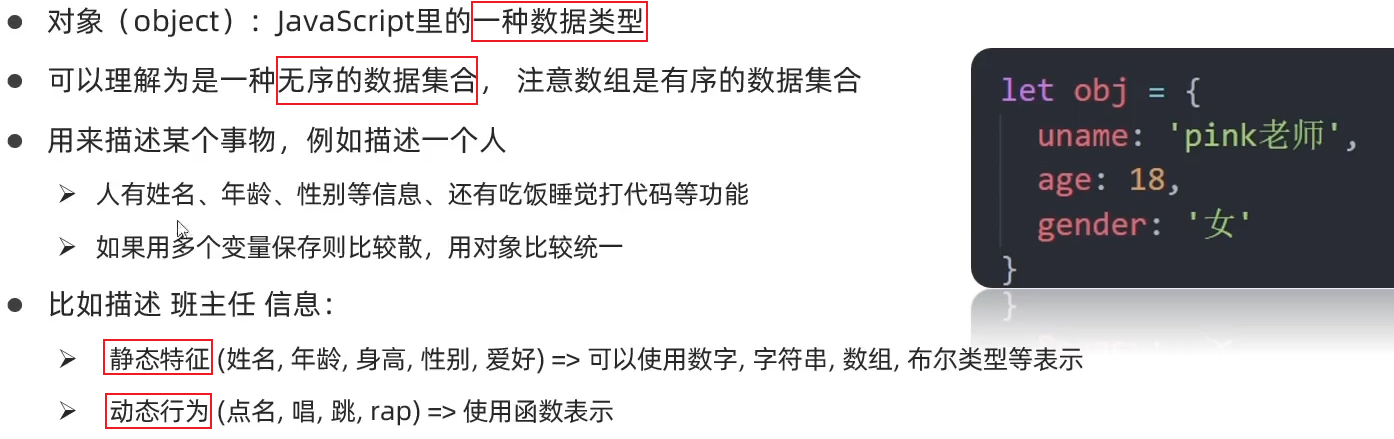 对象（object）：JavaScript里的一种数据类型
可以理解为是一种无序的数据集合， 注意数组是有序的数据集合
用来描述某个事物，例如描述一个人
人有姓名、年龄、性别等信息、还有吃饭睡觉打代码等功能
如果用多个变量保存则比较散，用对象比较统一
比如描述 班主任 信息：
静态特征 (姓名, 年龄, 身高, 性别, 爱好) => 可以使用数字, 字符串, 数组, 布尔类型等表示
动态行为 (点名, 唱, 跳, rap) => 使用函数表示
let obj = {
uname: 'pink老师',
age: 18,
gender: '女'
}